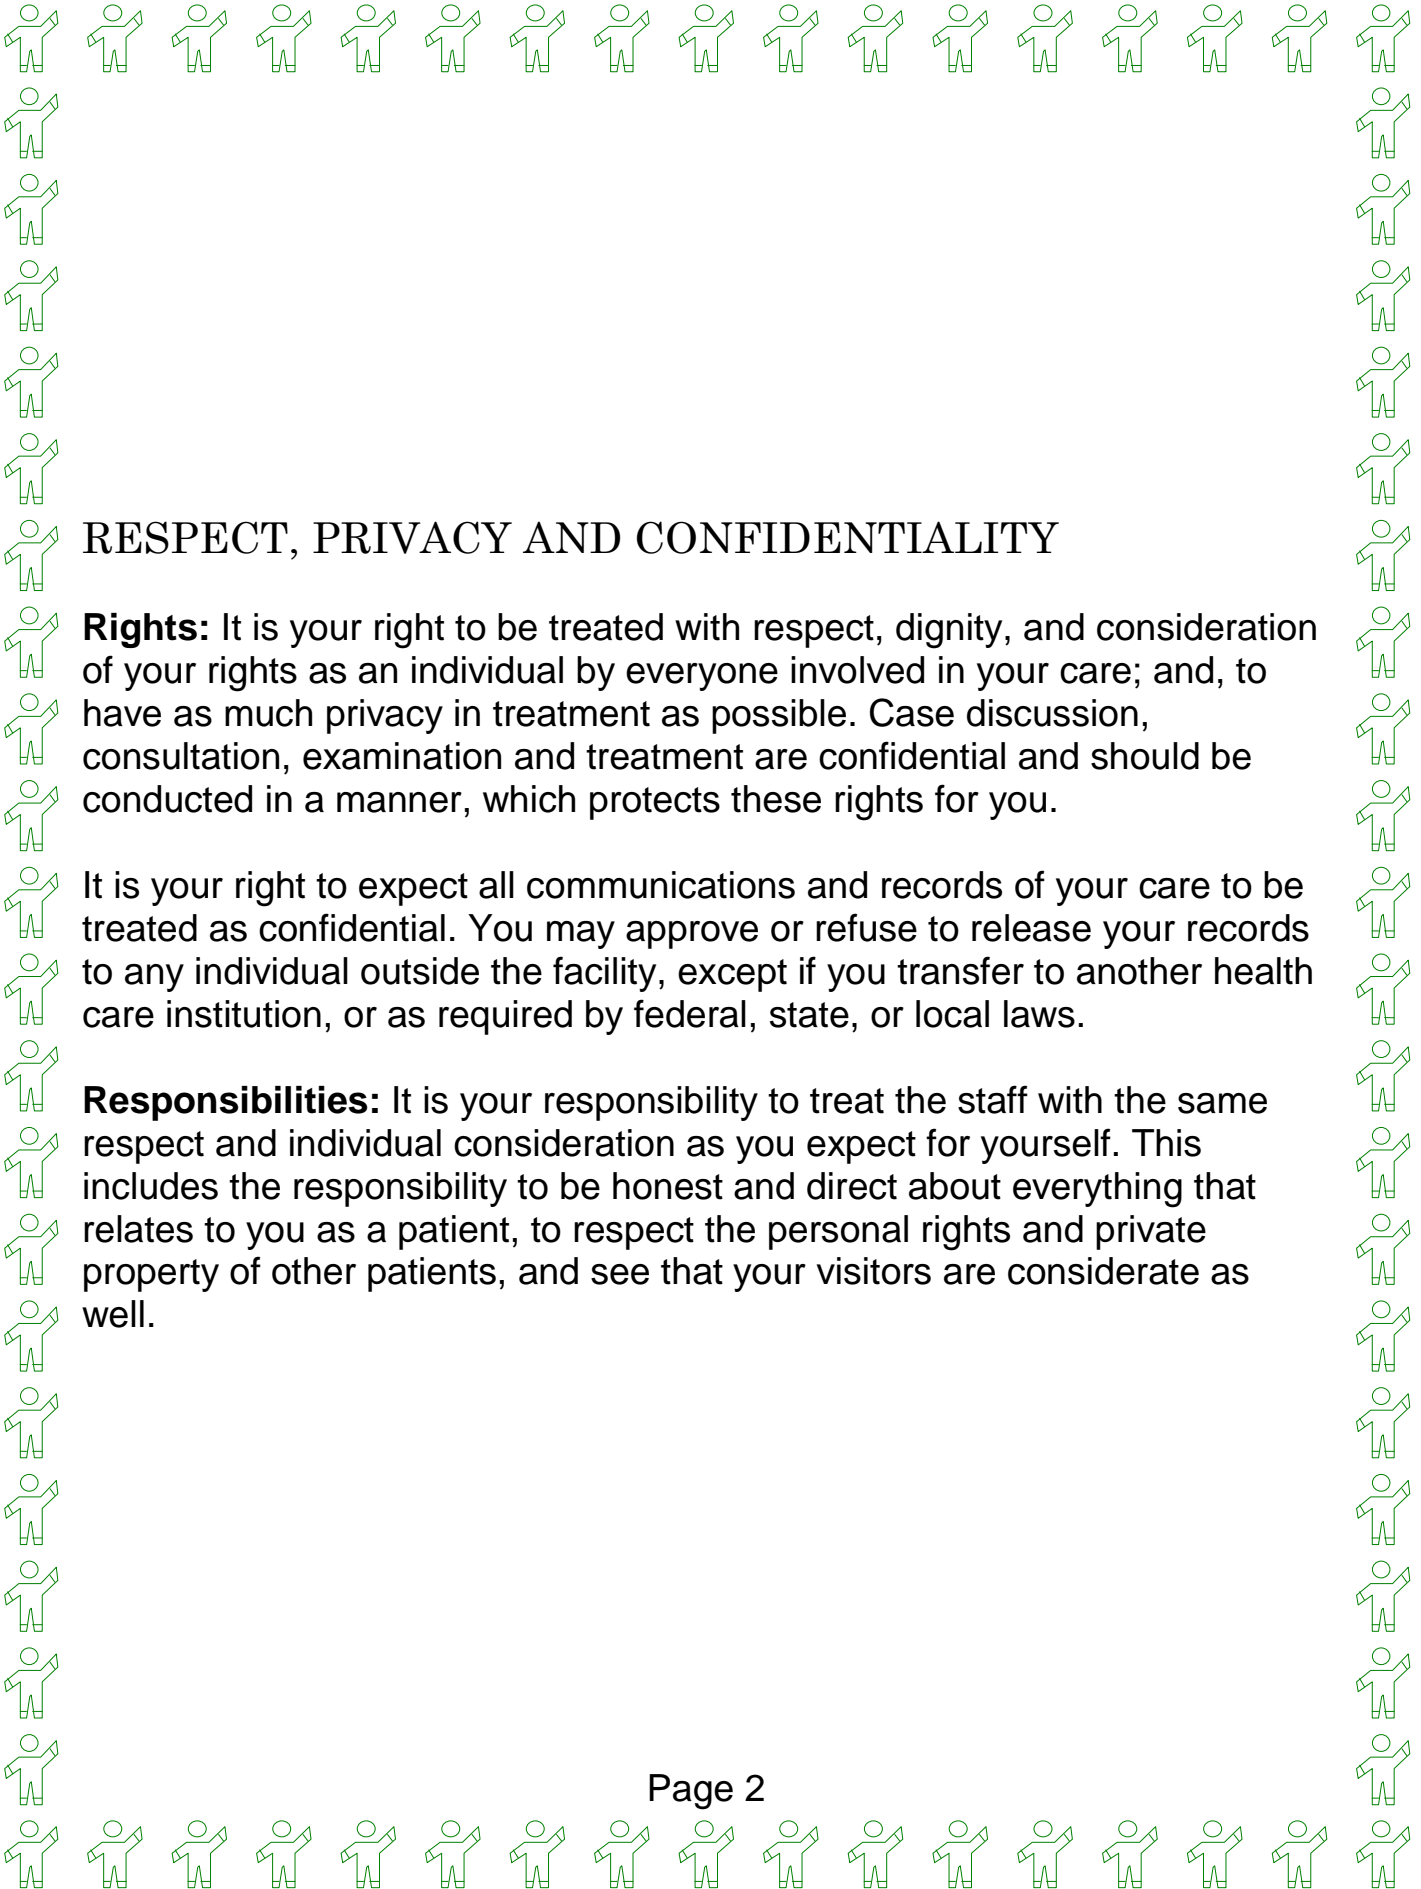 RESPECT, PRIVACY AND CONFIDENTIALITY
Rights: It is your right to be treated with respect, dignity, and consideration
of your rights as an individual by everyone involved in your care; and, to
have as much privacy in treatment as possible. Case discussion,
consultation, examination and treatment are confidential and should be
conducted in a manner, which protects these rights for you.
It is your right to expect all communications and records of your care to be
treated as confidential. You may approve or refuse to release your records
to any individual outside the facility, except if you transfer to another health
care institution, or as required by federal, state, or local laws.
Responsibilities: It is your responsibility to treat the staff with the same
respect and individual consideration as you expect for yourself. This
includes the responsibility to be honest and direct about everything that
relates to you as a patient, to respect the personal rights and private
property of other patients, and see that your visitors are considerate as
well.
Page 2